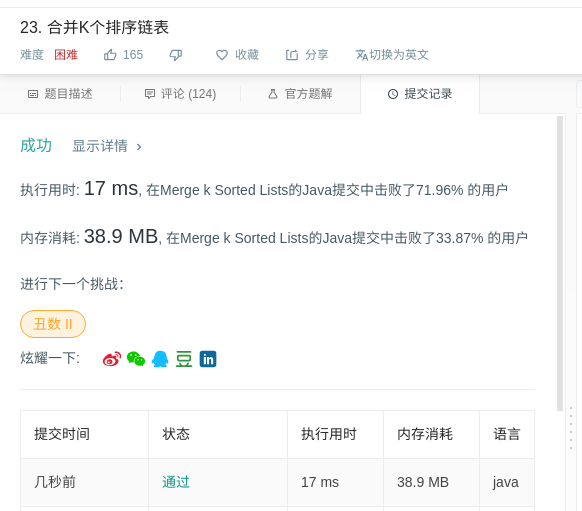 23. 合并K个排序链表
难度 困难 165 收藏 分享 切换为英文
题目描述 评论 (124) 官方题解 提交记录
成功 显示详情 >
执行用时: 17 ms, 在Merge k Sorted Lists的Java提交中击败了71.96% 的用户
内存消耗: 38.9 MB, 在Merge k Sorted Lists的Java提交中击败了33.87% 的用户
进行下一个挑战：
丑数 II
炫耀一下:
提交时间 状态 执行用时 内存消耗 语言
几秒前 通过 17 ms 38.9 MB java